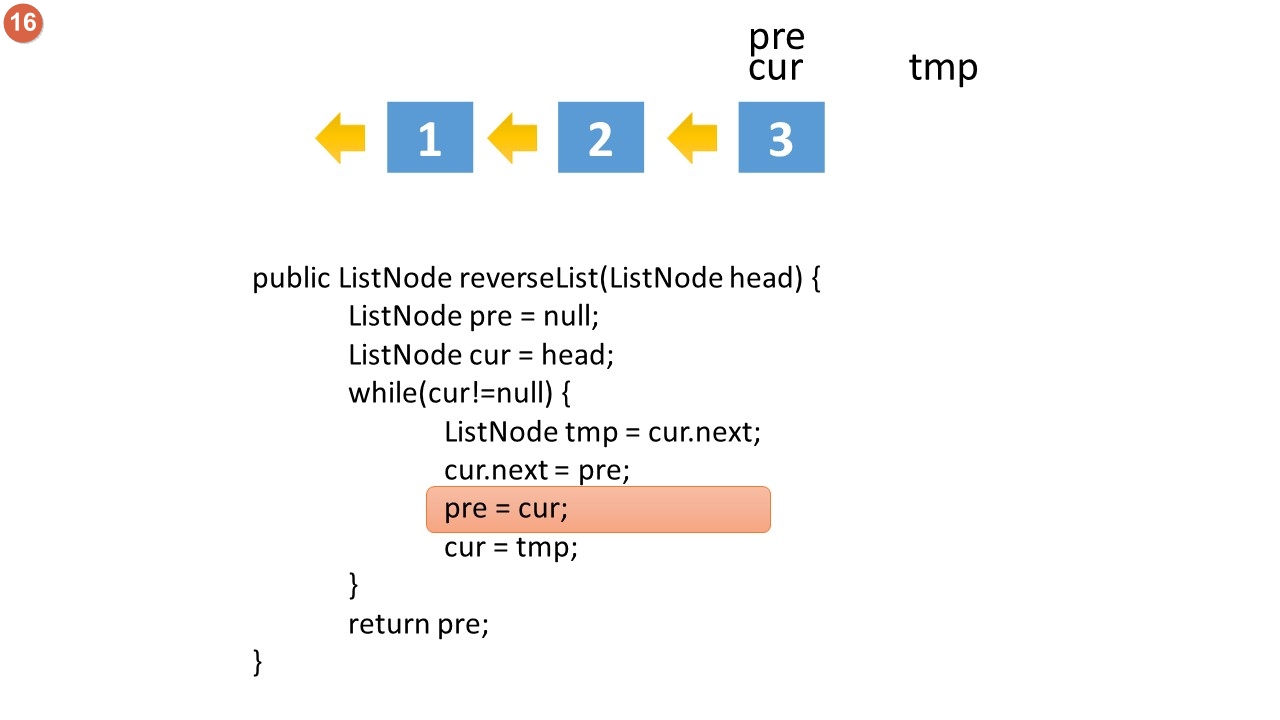 16
pre
cur tmp
1 2 3
public ListNode reverseList(ListNode head) {
ListNode pre = null;
ListNode cur = head;
while(cur!=null) {
ListNode tmp = cur.next;
cur.next = pre;
pre = cur;
cur = tmp;
}
return pre;
}